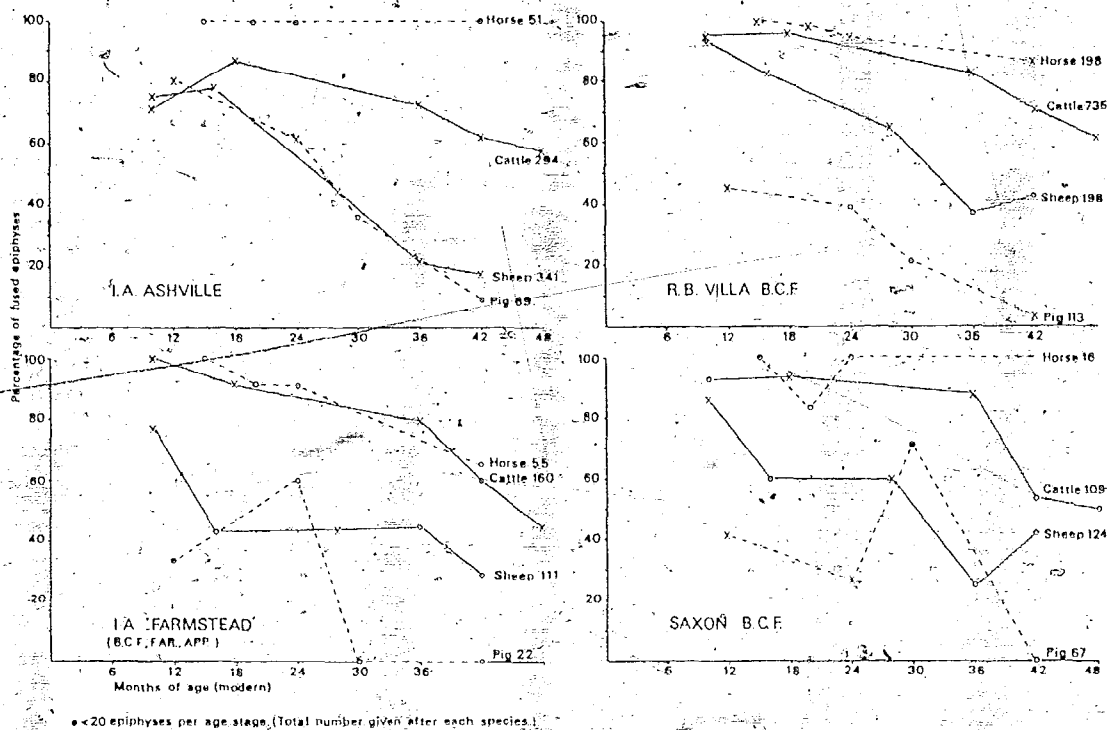 Percentage of fused epiphyses
100
80
60
40
20
Horse 51
Cattle 294
Sheep 341
Pig 69
I.A. ASHVILLE
6 12 18 24 30 36 42 48
100
80
60
40
20
Horse 198
Cattle 735
Sheep 198
Pig 113
R.B. VILLA B.C.F.
6 12 18 24 30 36 42 48
100
80
60
40
20
Horse 55
Cattle 160
Sheep 111
Pig 22
I.A. 'FARMSTEAD'
(B.C.F., FAR., APP.)
6 12 18 24 30 36 42 48
Months of age (modern)
100
80
60
40
20
Horse 16
Cattle 109
Sheep 124
Pig 67
SAXON B.C.F.
6 12 18 24 30 36 42 48
<20 epiphyses per age stage. (Total number given after each species.)